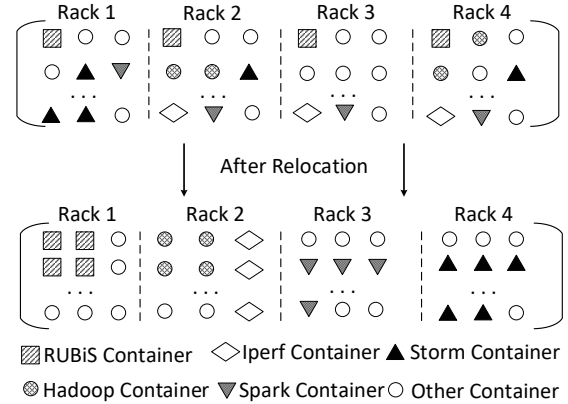 Rack 1 Rack 2 Rack 3 Rack 4
. . . . . . . . . . . .
After Relocation
Rack 1 Rack 2 Rack 3 Rack 4
. . . . . . . . . . . .
RUBiS Container Iperf Container Storm Container
Hadoop Container Spark Container Other Container